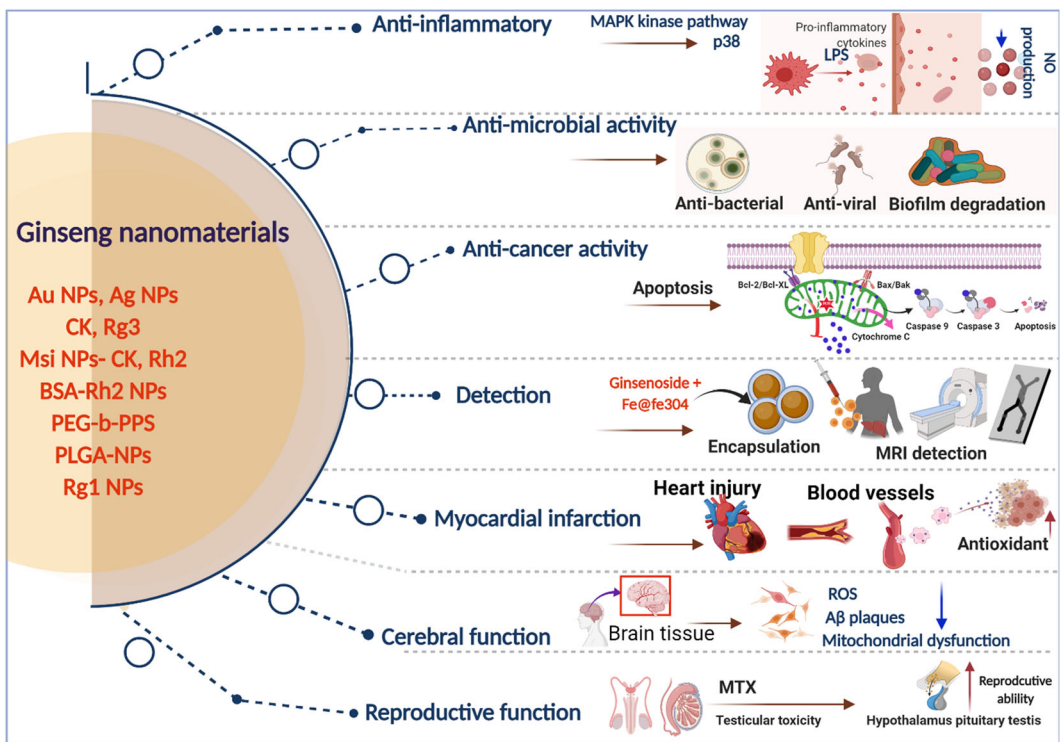 Anti-inflammatory
MAPK kinase pathway
p38
Pro-inflammatory
cytokines
LPS
NO
production
Anti-microbial activity
Anti-bacterial
Anti-viral
Biofilm degradation
Ginseng nanomaterials
Au NPs, Ag NPs
CK, Rg3
Msi NPs- CK, Rh2
BSA-Rh2 NPs
PEG-b-PPS
PLGA-NPs
Rg1 NPs
Anti-cancer activity
Apoptosis
Bcl-2/Bcl-XL
Bax/Bak
Cytochrome C
Caspase 9
Caspase 3
Apoptosis
Detection
Ginsenoside +
Fe@fe304
Encapsulation
MRI detection
Myocardial infarction
Heart injury
Blood vessels
Antioxidant
Cerebral function
Brain tissue
ROS
Aβ plaques
Mitochondrial dysfunction
Reproductive function
MTX
Testicular toxicity
Reprodcutive
ablility
Hypothalamus pituitary testis